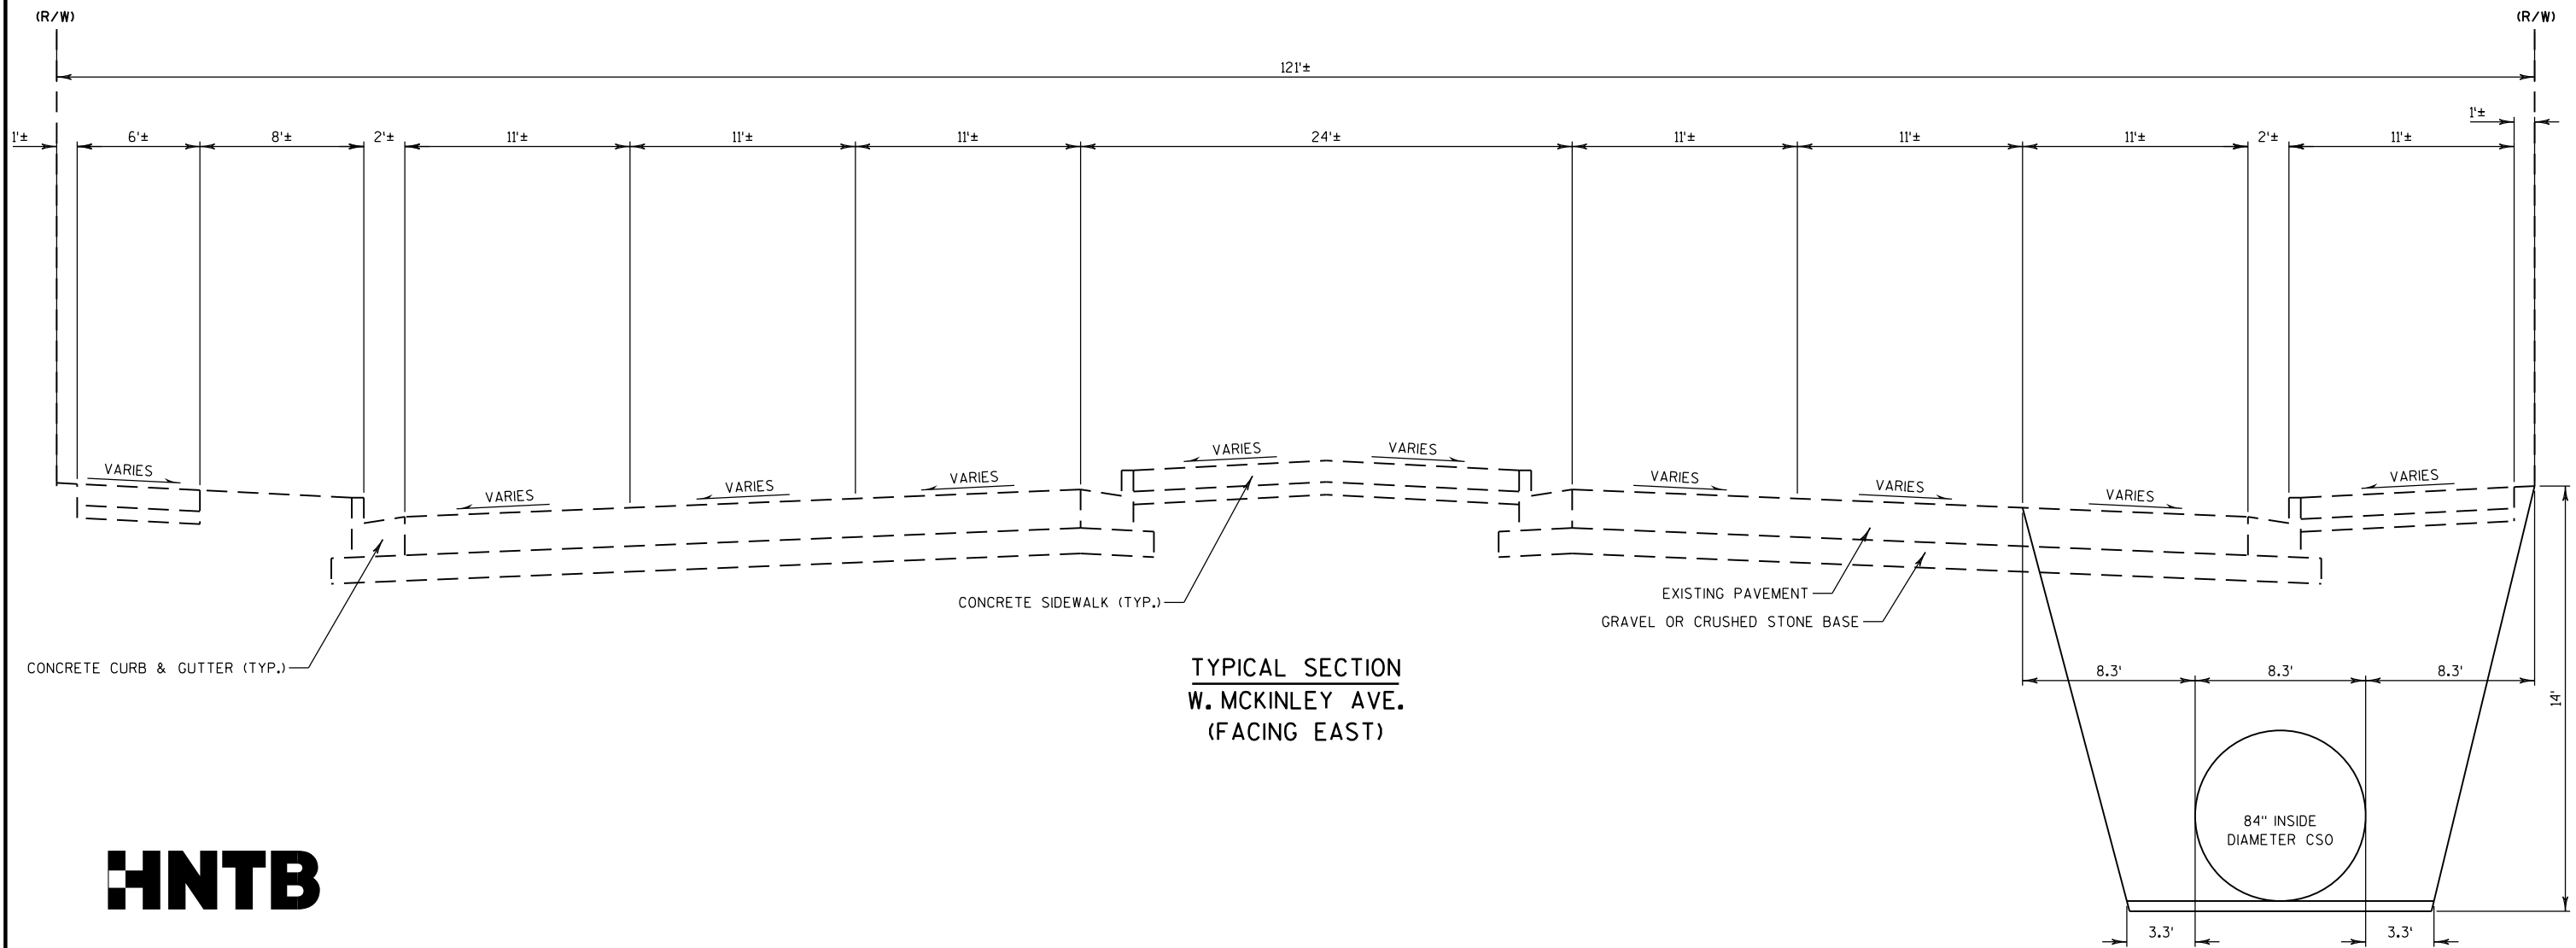 (R/W)
(R/W)
121'±
1'±
1'±
6'±
8'±
2'±
11'±
11'±
11'±
24'±
11'±
11'±
11'±
2'±
11'±
VARIES
VARIES
VARIES
VARIES
VARIES
VARIES
VARIES
VARIES
VARIES
VARIES
CONCRETE SIDEWALK (TYP.)
EXISTING PAVEMENT
GRAVEL OR CRUSHED STONE BASE
CONCRETE CURB & GUTTER (TYP.)
TYPICAL SECTION
W. MCKINLEY AVE.
(FACING EAST)
8.3'
8.3'
8.3'
14'
84" INSIDE
DIAMETER CSO
3.3'
3.3'
HNTB